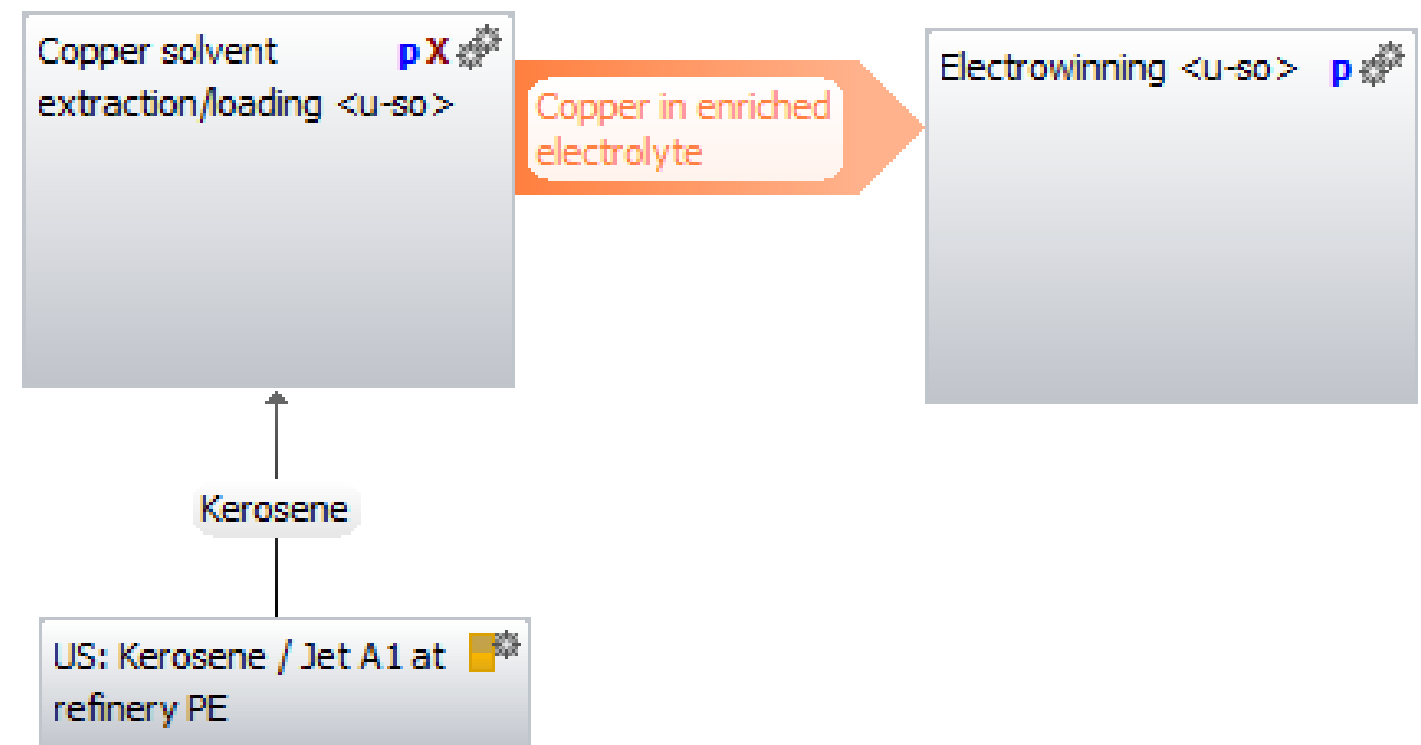 Copper solvent pX
extraction/loading <u-so>
Copper in enriched
electrolyte
Electrowinning <u-so> p
Kerosene
US: Kerosene / Jet A1 at
refinery PE